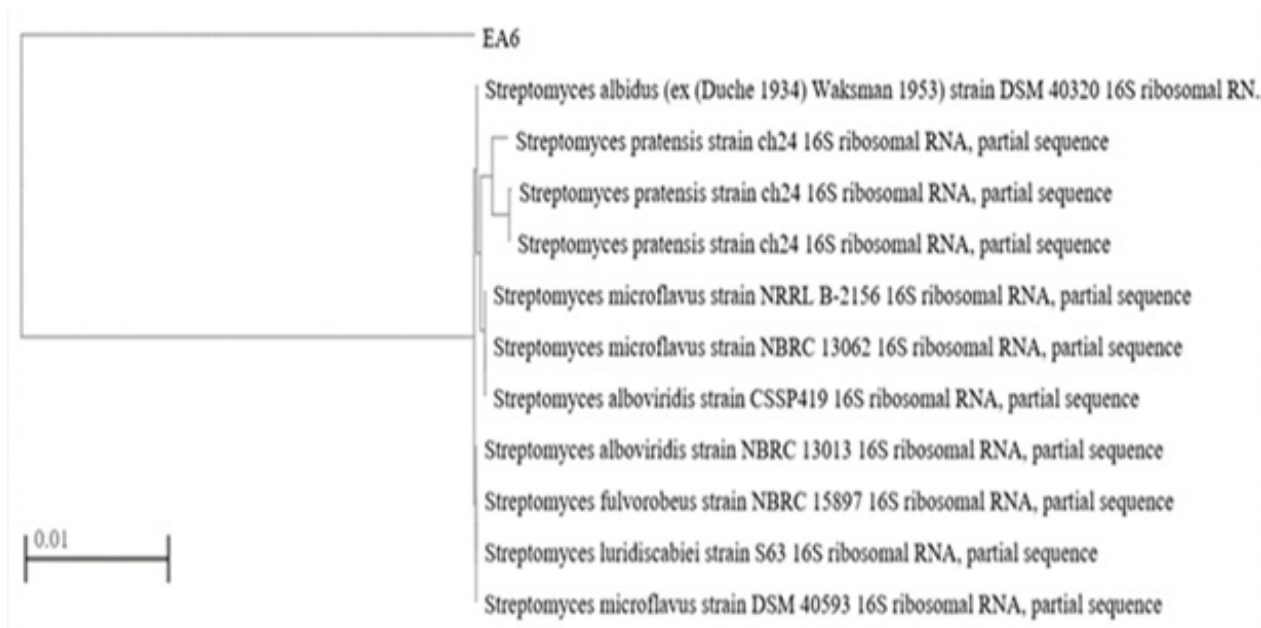 EA6
Streptomyces albidus (ex (Duche 1934) Waksman 1953) strain DSM 40320 16S ribosomal RN..
Streptomyces pratensis strain ch24 16S ribosomal RNA, partial sequence
Streptomyces pratensis strain ch24 16S ribosomal RNA, partial sequence
Streptomyces pratensis strain ch24 16S ribosomal RNA, partial sequence
Streptomyces microflavus strain NRRL B-2156 16S ribosomal RNA, partial sequence
Streptomyces microflavus strain NBRC 13062 16S ribosomal RNA, partial sequence
Streptomyces alboviridis strain CSSP419 16S ribosomal RNA, partial sequence
Streptomyces alboviridis strain NBRC 13013 16S ribosomal RNA, partial sequence
Streptomyces fulvorobeus strain NBRC 15897 16S ribosomal RNA, partial sequence
0.01
Streptomyces luridiscabiei strain S63 16S ribosomal RNA, partial sequence
Streptomyces microflavus strain DSM 40593 16S ribosomal RNA, partial sequence